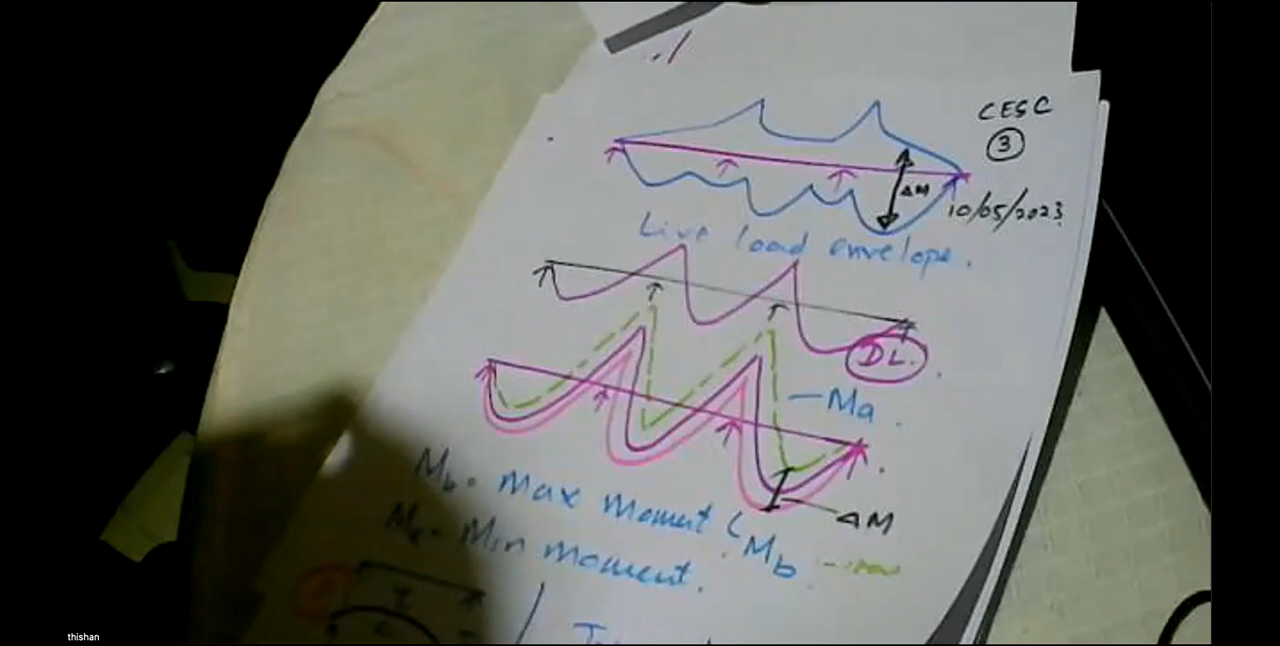 CESC
3
ΔM
10/05/2023
Live load envelope.
DL.
Ma
Mb = Max Moment (Mb
Min moment.
ΔM
thishan